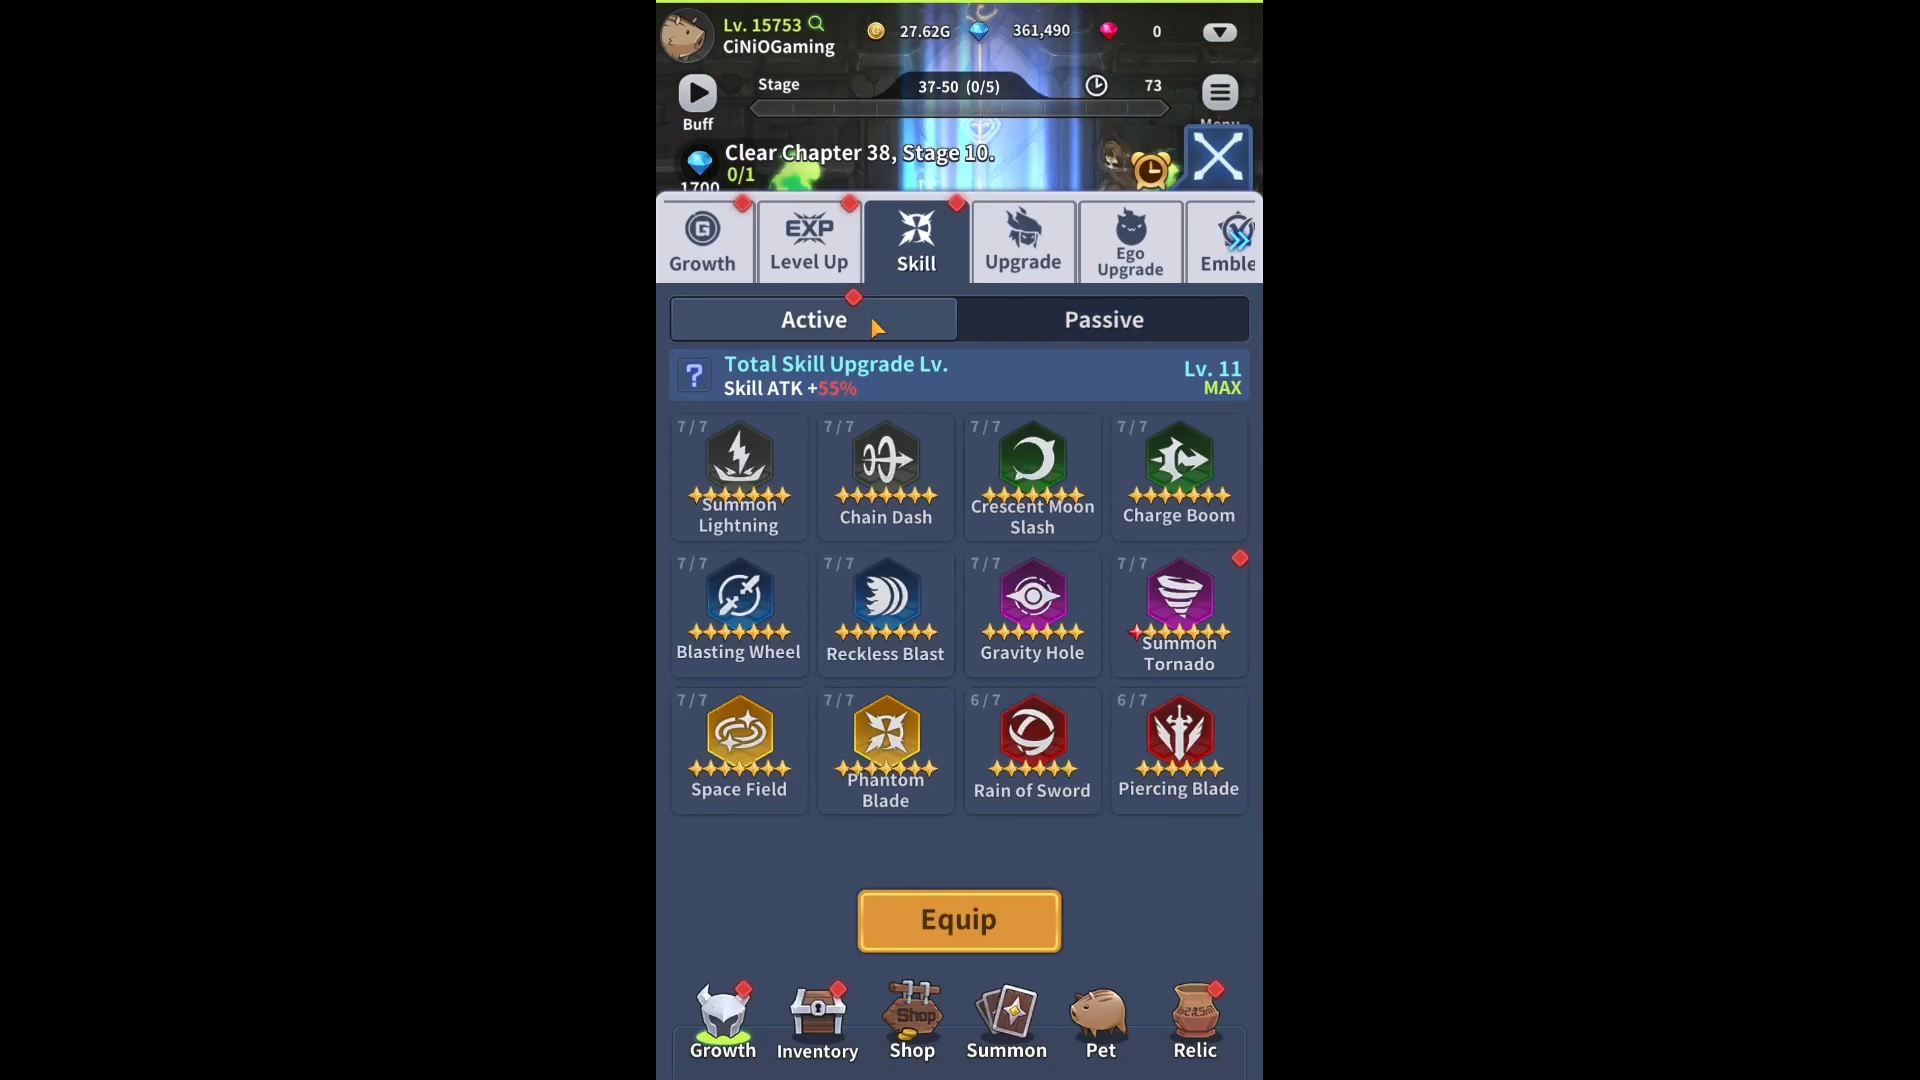 Lv. 15753
CiNiOGaming
27.62G
361,490
0
Buff
Stage
37-50 (0/5)
73
Menu
Clear Chapter 38, Stage 10.
0/1
1700
Growth
EXP
Level Up
Skill
Upgrade
Ego
Upgrade
Emble
Active
Passive
?
Total Skill Upgrade Lv.
Skill ATK +55%
Lv. 11
MAX
7/7
Summon
Lightning
7/7
Chain Dash
7/7
Crescent Moon
Slash
7/7
Charge Boom
7/7
Blasting Wheel
7/7
Reckless Blast
7/7
Gravity Hole
7/7
Summon
Tornado
7/7
Space Field
7/7
Phantom
Blade
6/7
Rain of Sword
6/7
Piercing Blade
Equip
Growth
Inventory
Shop
Shop
Summon
Pet
Relic